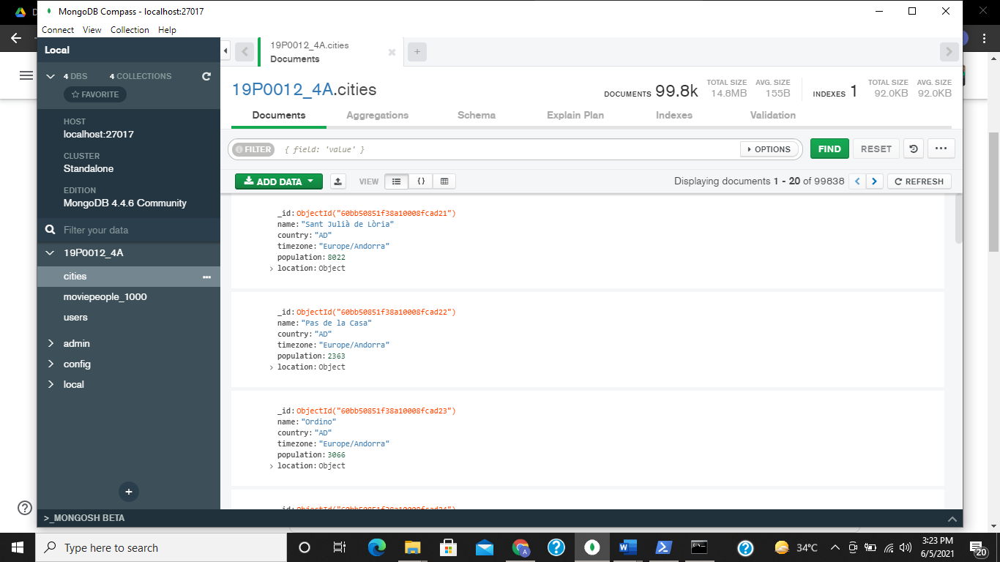 MongoDB Compass - localhost:27017
Connect View Collection Help
Local
4 DBS 4 COLLECTIONS
FAVORITE
HOST
localhost:27017
CLUSTER
Standalone
EDITION
MongoDB 4.4.6 Community
Filter your data
19P0012_4A
cities
moviepeople_1000
users
admin
config
local
19P0012_4A.cities
Documents
19P0012_4A.cities
DOCUMENTS 99.8k
TOTAL SIZE
14.8MB
AVG. SIZE
155B
INDEXES 1
TOTAL SIZE
92.0KB
AVG. SIZE
92.0KB
Documents Aggregations Schema Explain Plan Indexes Validation
FILTER { field: 'value' } OPTIONS FIND RESET
ADD DATA VIEW {} Displaying documents 1 - 20 of 99838 REFRESH
_id: ObjectId("60bb50851f38a10008fcad21")
name: "Sant Julià de Lòria"
country: "AD"
timezone: "Europe/Andorra"
population: 8022
location: Object
_id: ObjectId("60bb50851f38a10008fcad22")
name: "Pas de la Casa"
country: "AD"
timezone: "Europe/Andorra"
population: 2363
location: Object
_id: ObjectId("60bb50851f38a10008fcad23")
name: "Ordino"
country: "AD"
timezone: "Europe/Andorra"
population: 3066
location: Object
_id: ObjectId("60bb50851f38a10008fcad24")
>_MONGOSH BETA
Type here to search
34°C
3:23 PM
6/5/2021
20